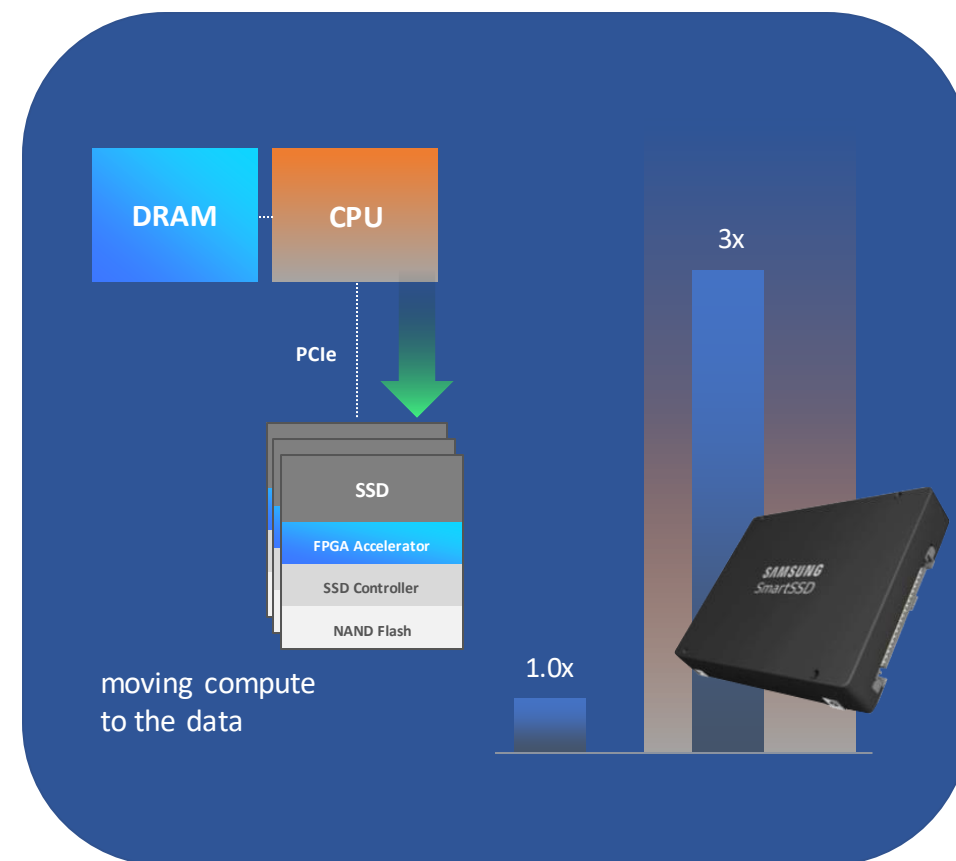 DRAM
CPU
3x
PCIe
SSD
FPGA Accelerator
SSD Controller
NAND Flash
SAMSUNG
SmartSSD
1.0x
moving compute
to the data